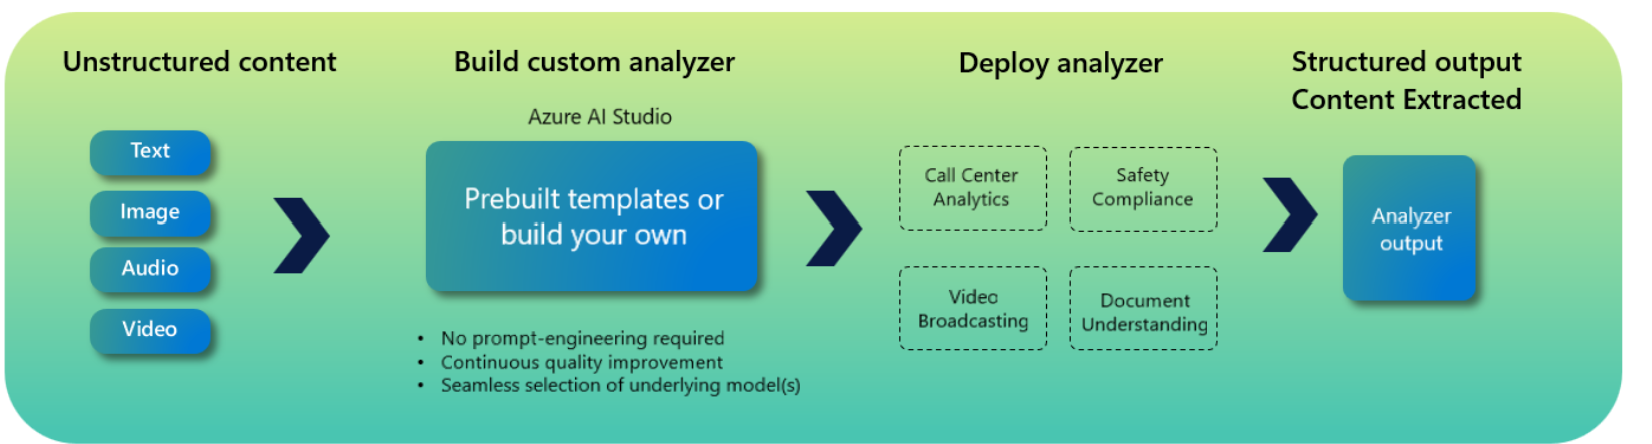 Unstructured content
Text
Image
Audio
Video
Build custom analyzer
Azure AI Studio
Prebuilt templates or
build your own
• No prompt-engineering required
• Continuous quality improvement
• Seamless selection of underlying model(s)
Deploy analyzer
Call Center
Analytics
Safety
Compliance
Video
Broadcasting
Document
Understanding
Structured output
Content Extracted
Analyzer
output